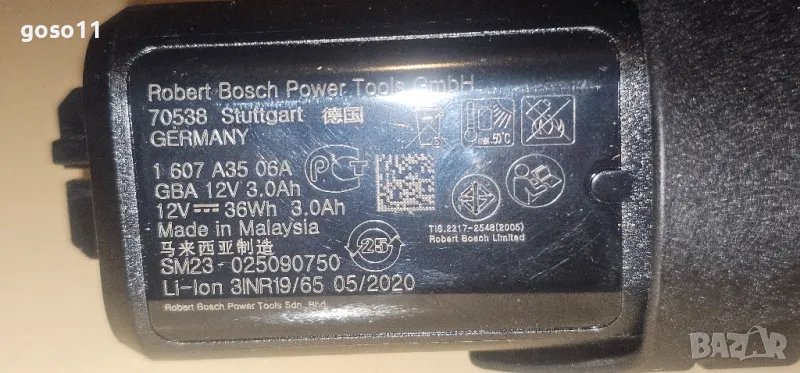 goso11
Robert Bosch Power Tools GmbH
70538 Stuttgart 德国
GERMANY
max.50°C
1 607 A35 06A
GBA 12V 3.0Ah
12V 36Wh 3.0Ah
Made in Malaysia
马来西亚制造
25
TIS.2217-2548(2005)
Robert Bosch Limited
SM23 - 025090750
Li-Ion 3INR19/65 05/2020
Robert Bosch Power Tools Sdn. Bhd.
BAZAR